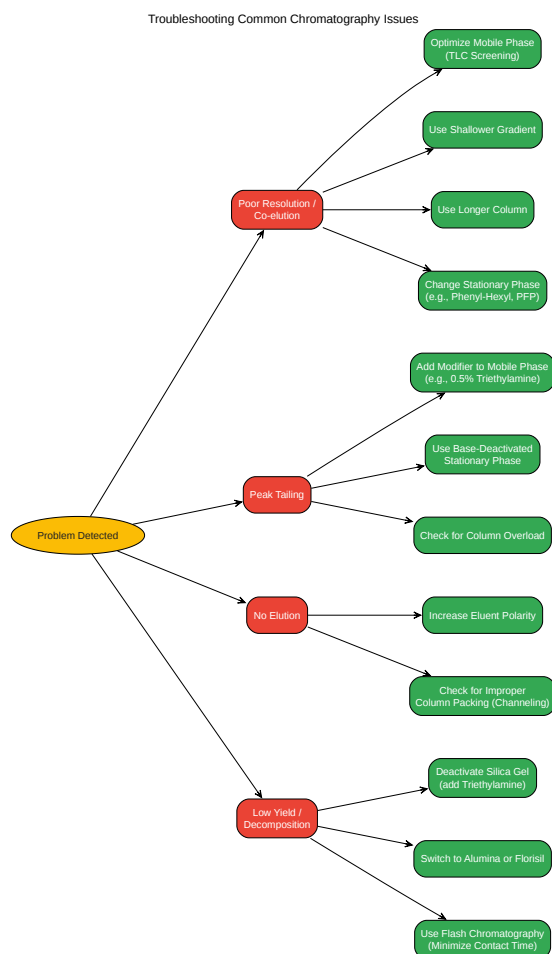 Troubleshooting Common Chromatography Issues
Optimize Mobile Phase
(TLC Screening)
Use Shallower Gradient
Poor Resolution /
Co-elution
Use Longer Column
Change Stationary Phase
(e.g., Phenyl-Hexyl, PFP)
Add Modifier to Mobile Phase
(e.g., 0.5% Triethylamine)
Use Base-Deactivated
Stationary Phase
Peak Tailing
Check for Column Overload
Problem Detected
No Elution
Increase Eluent Polarity
Check for Improper
Column Packing (Channeling)
Deactivate Silica Gel
(add Triethylamine)
Low Yield /
Decomposition
Switch to Alumina or Florisil
Use Flash Chromatography
(Minimize Contact Time)